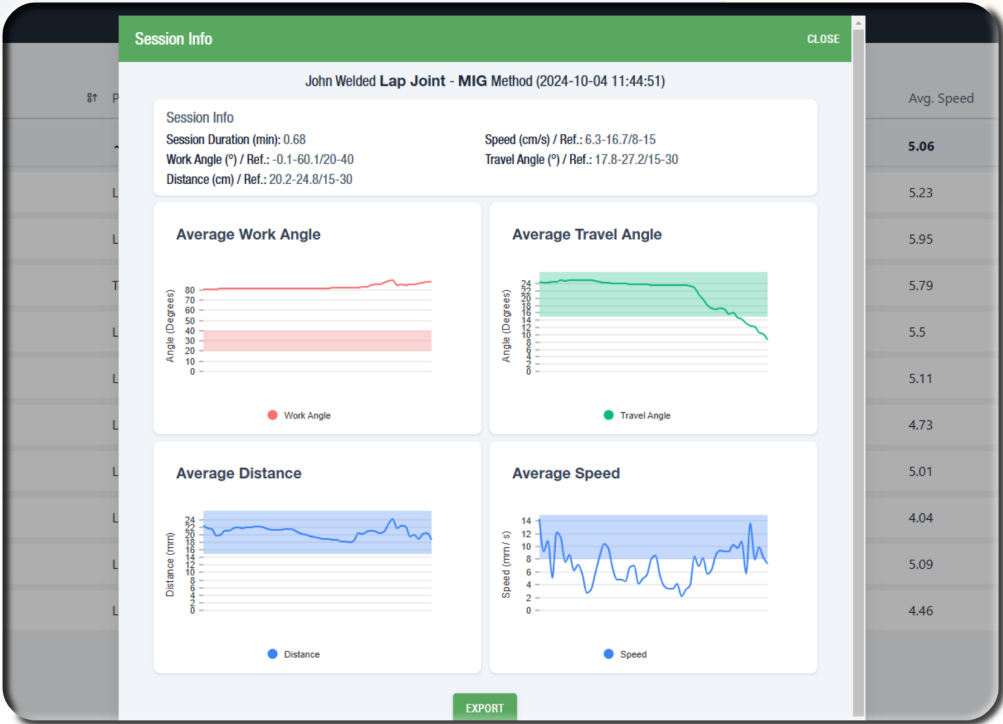 Session Info
CLOSE
John Welded Lap Joint - MIG Method (2024-10-04 11:44:51)
Session Info
Session Duration (min): 0.68
Speed (cm/s) / Ref.: 6.3-16.7/8-15
Work Angle (º) / Ref.: -0.1-60.1/20-40
Travel Angle (º) / Ref.: 17.8-27.2/15-30
Distance (cm) / Ref.: 20.2-24.8/15-30
Average Work Angle
Angle (Degrees)
80
70
60
50
40
30
20
10
0
Work Angle
Average Travel Angle
Angle (Degrees)
24
22
20
18
16
14
12
10
8
6
4
2
0
Travel Angle
Average Distance
Distance (mm)
24
22
20
18
16
14
12
10
8
6
4
2
0
Distance
Average Speed
Speed (mm / s)
14
12
10
8
6
4
2
0
Speed
EXPORT
P
L
L
T
L
L
L
L
L
L
L
Avg. Speed
5.06
5.23
5.95
5.79
5.5
5.11
4.73
5.01
4.04
5.09
4.46